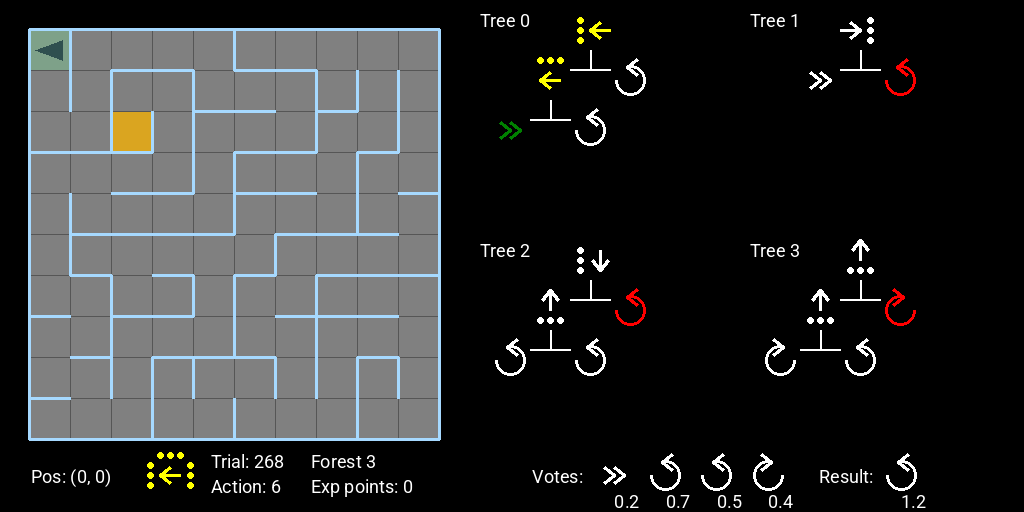 Tree 0
Tree 1
Tree 2
Tree 3
Pos: (0, 0)
Trial: 268
Forest 3
Action: 6
Exp points: 0
Votes:
0.2
0.7
0.5
0.4
Result:
1.2